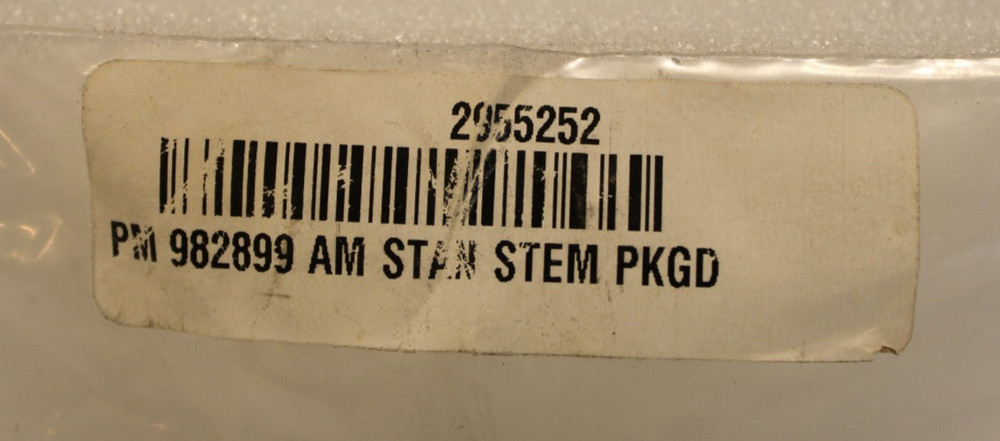 2955252
PM 982899 AM STAN STEM PKGD